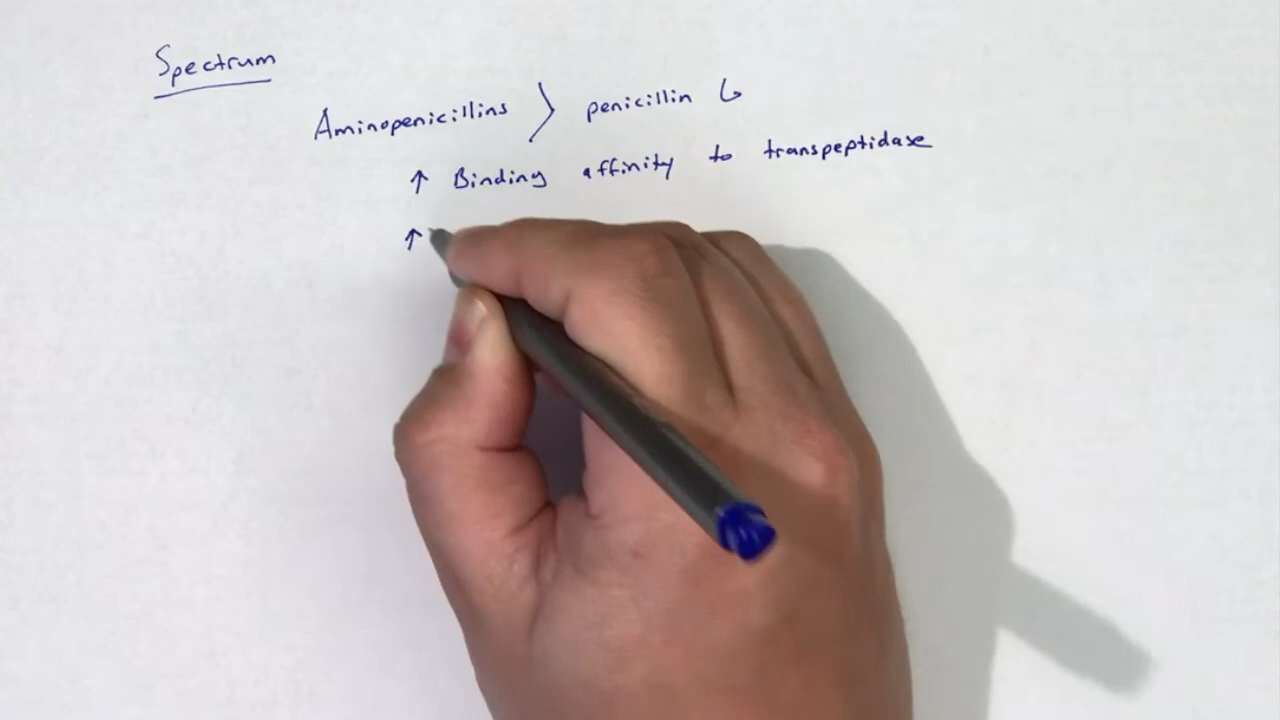 Spectrum
Aminopenicillins > penicillin G
↑ Binding affinity to transpeptidase
↑